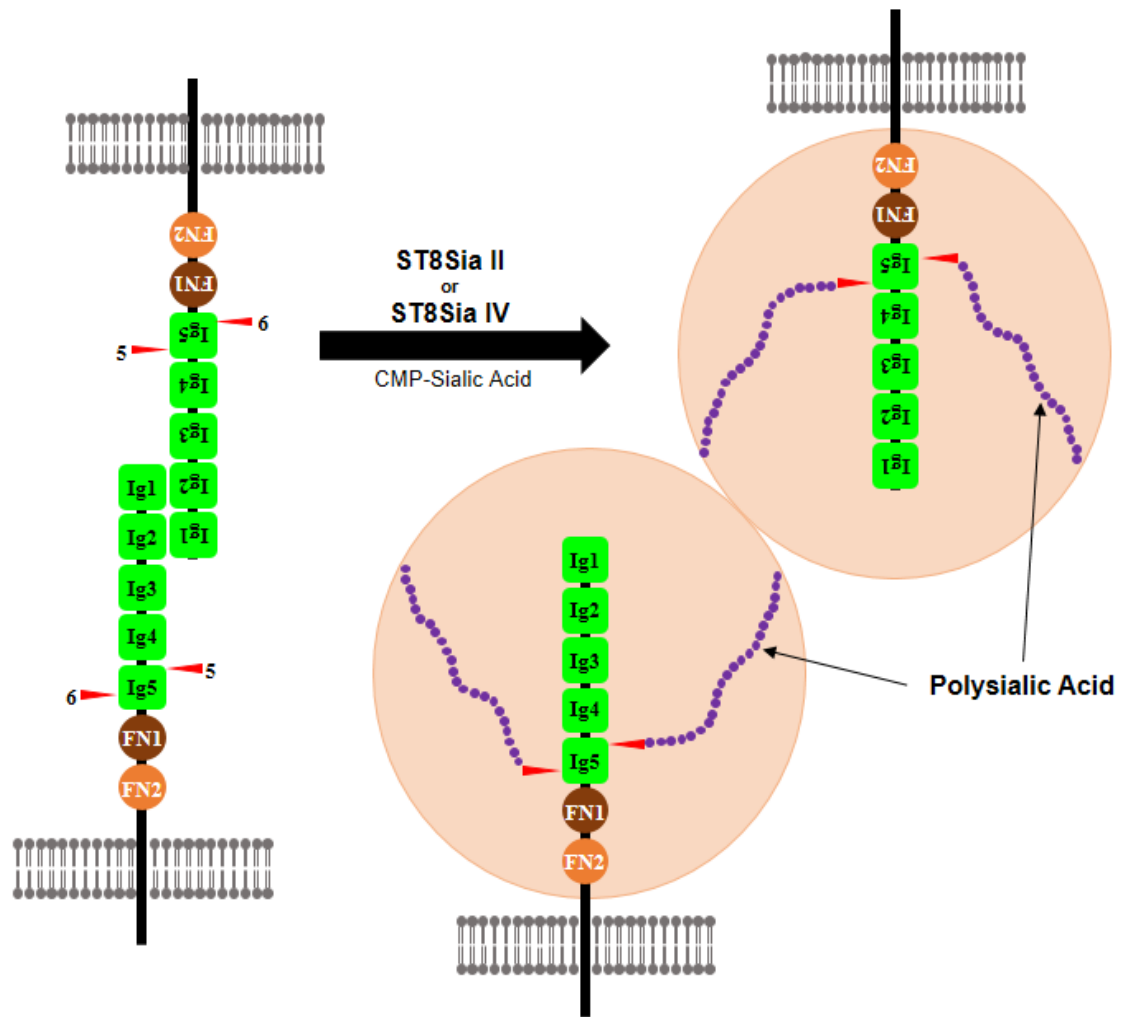 FN2
FN1
Ig5
6
5
Ig4
Ig3
Ig2
Ig1
Ig1
Ig2
Ig3
Ig4
5
6
Ig5
FN1
FN2
ST8Sia II
or
ST8Sia IV
CMP-Sialic Acid
FN2
FN1
Ig5
Ig4
Ig3
Ig2
Ig1
Ig1
Ig2
Ig3
Ig4
Ig5
FN1
FN2
Polysialic Acid